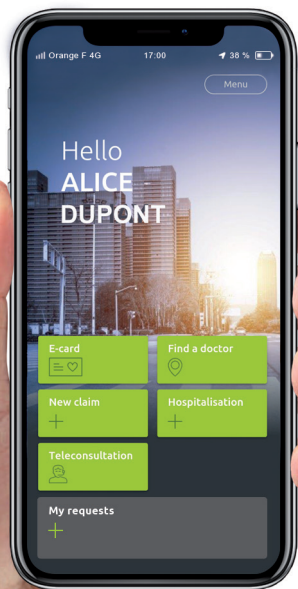 Orange F 4G 17:00 38 %
Menu
Hello
ALICE
DUPONT
E-card Find a doctor
New claim Hospitalisation
Teleconsultation
My requests